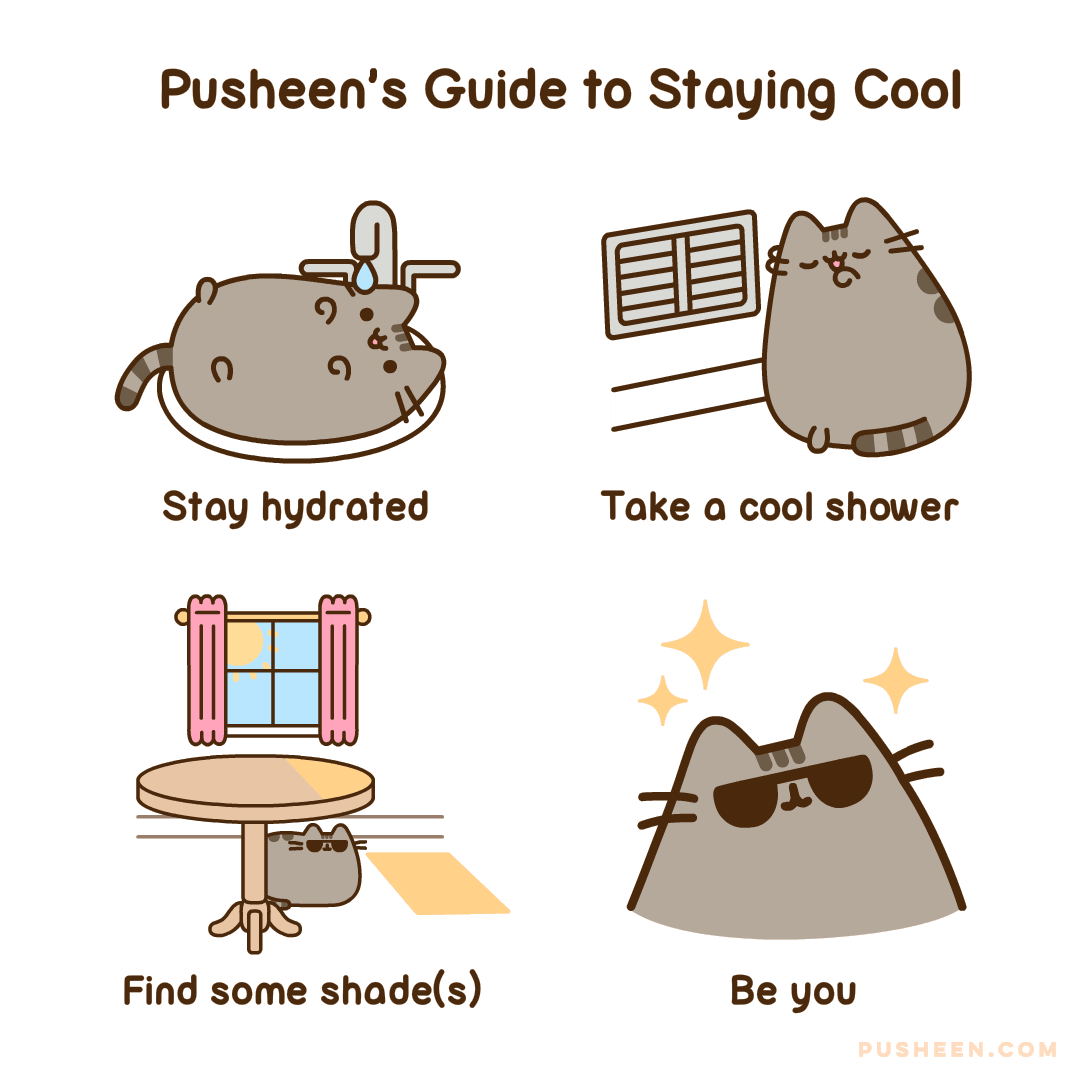 Pusheen's Guide to Staying Cool
Stay hydrated
Take a cool shower
Find some shade(s)
Be you
PUSHEEN.COM